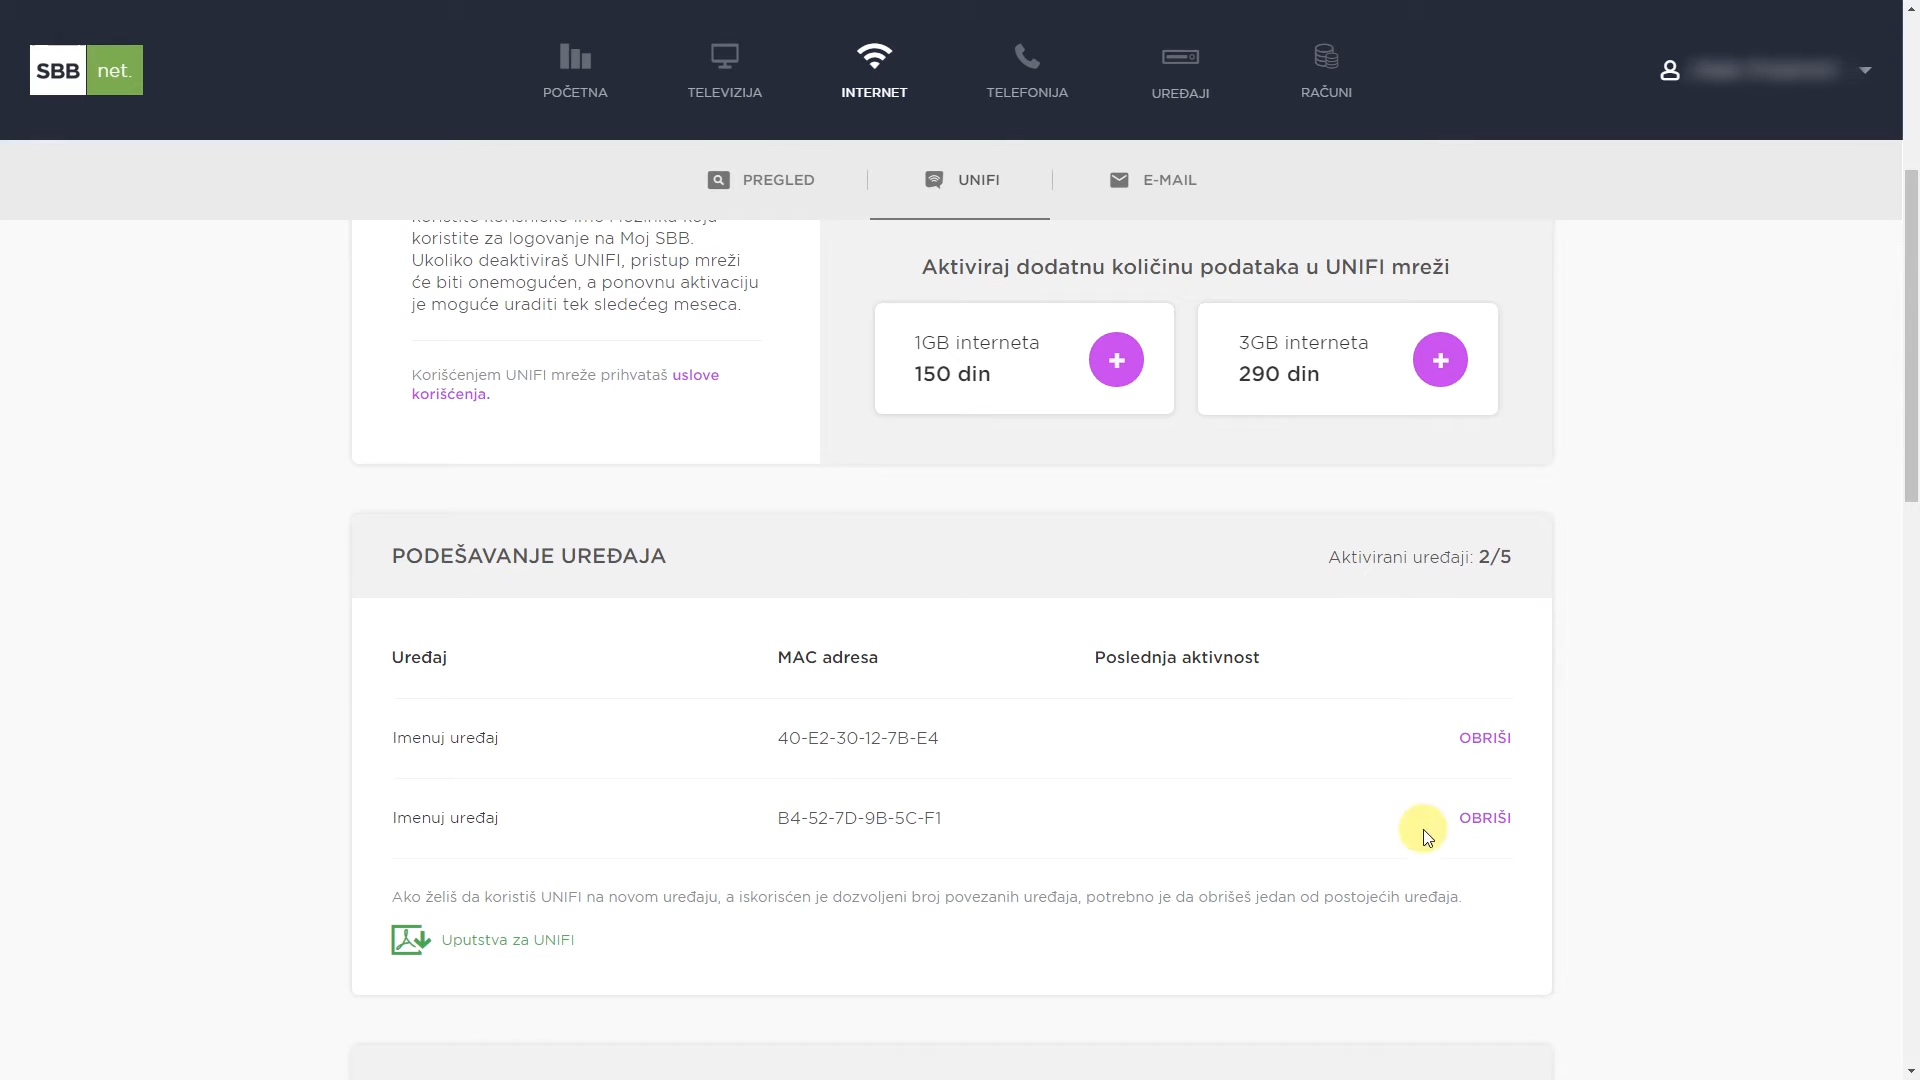 SBB net.
POČETNA
TELEVIZIJA
INTERNET
TELEFONIJA
UREĐAJI
RAČUNI
PREGLED
UNIFI
E-MAIL
koristite za logovanje na Moj SBB.
Ukoliko deaktiviraš UNIFI, pristup mreži
će biti onemogućen, a ponovnu aktivaciju
je moguće uraditi tek sledećeg meseca.
Korišćenjem UNIFI mreže prihvataš uslove
korišćenja.
Aktiviraj dodatnu količinu podataka u UNIFI mreži
1GB interneta
150 din
3GB interneta
290 din
PODEŠAVANJE UREĐAJA
Aktivirani uređaji: 2/5
Uređaj MAC adresa Poslednja aktivnost
Imenuj uređaj 40-E2-30-12-7B-E4 OBRIŠI
Imenuj uređaj B4-52-7D-9B-5C-F1 OBRIŠI
Ako želiš da koristiš UNIFI na novom uređaju, a iskorisćen je dozvoljeni broj povezanih uređaja, potrebno je da obrišeš jedan od postojećih uređaja.
Uputstva za UNIFI